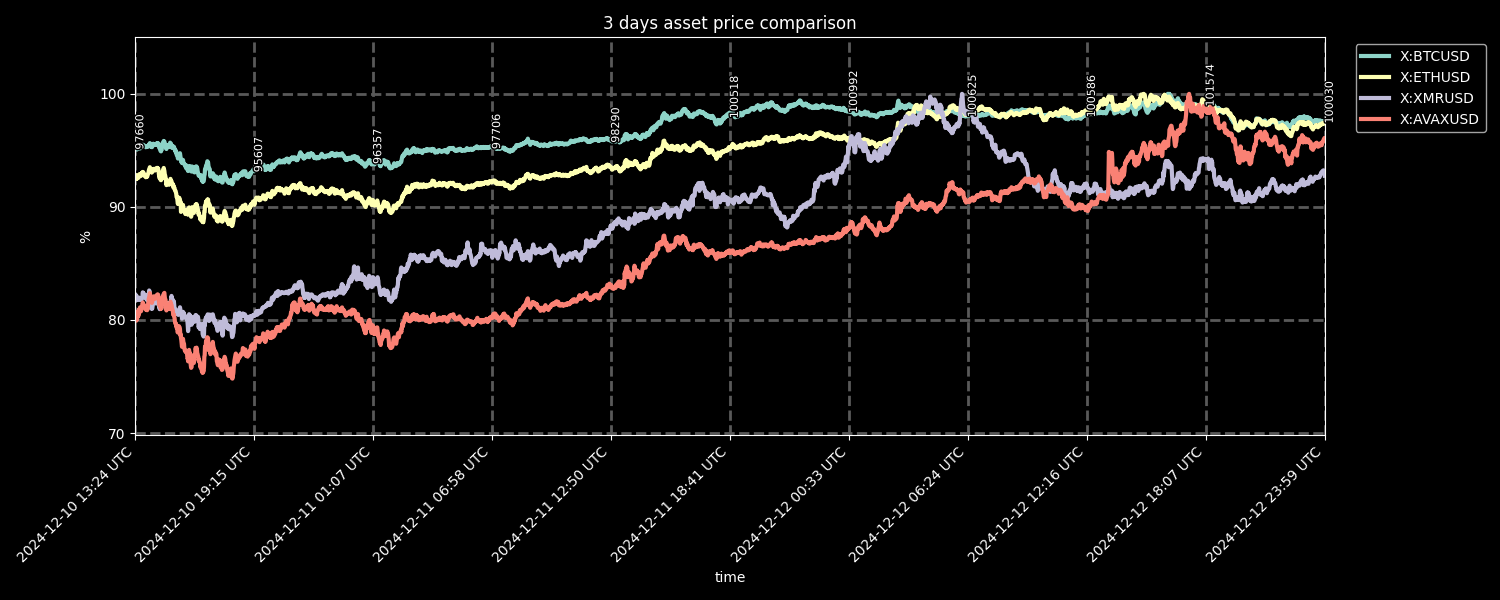 3 days asset price comparison
X:BTCUSD
X:ETHUSD
X:XMRUSD
X:AVAXUSD
100
90
80
70
%
97660
95607
96357
97706
98290
100518
100992
100625
100586
101574
100030
2024-12-10 13:24 UTC
2024-12-10 19:15 UTC
2024-12-11 01:07 UTC
2024-12-11 06:58 UTC
2024-12-11 12:50 UTC
2024-12-11 18:41 UTC
2024-12-12 00:33 UTC
2024-12-12 06:24 UTC
2024-12-12 12:16 UTC
2024-12-12 18:07 UTC
2024-12-12 23:59 UTC
time